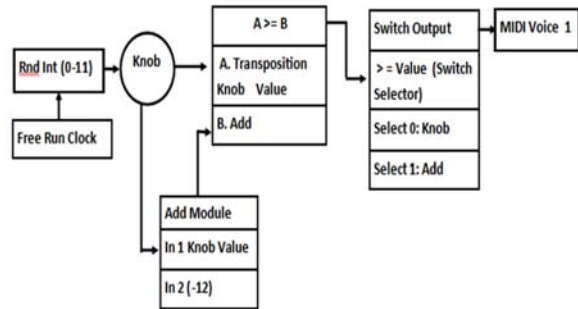 Rnd Int (0-11)
Free Run Clock
Knob
A >= B
A. Transposition
Knob Value
B. Add
Add Module
In 1 Knob Value
In 2 (-12)
Switch Output
> = Value (Switch
Selector)
Select 0: Knob
Select 1: Add
MIDI Voice 1